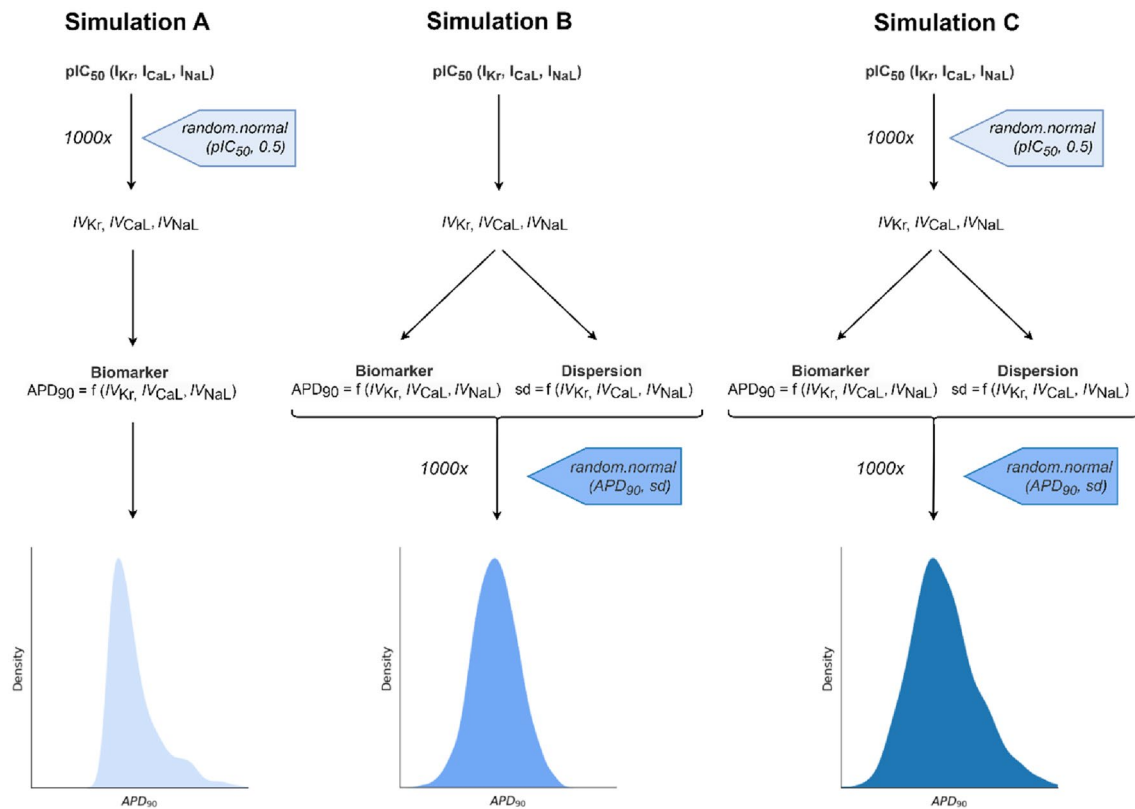 Simulation A
pIC50 (IKr, ICaL, INaL)
1000x
random.normal
(pIC50, 0.5)
IVKr, IVCaL, IVNaL
Biomarker
APD90 = f (IVKr, IVCaL, IVNaL)
Density
APD90
Simulation B
pIC50 (IKr, ICaL, INaL)
IVKr, IVCaL, IVNaL
Biomarker
APD90 = f (IVKr, IVCaL, IVNaL)
Dispersion
sd = f (IVKr, IVCaL, IVNaL)
1000x
random.normal
(APD90, sd)
Density
APD90
Simulation C
pIC50 (IKr, ICaL, INaL)
1000x
random.normal
(pIC50, 0.5)
IVKr, IVCaL, IVNaL
Biomarker
APD90 = f (IVKr, IVCaL, IVNaL)
Dispersion
sd = f (IVKr, IVCaL, IVNaL)
1000x
random.normal
(APD90, sd)
Density
APD90